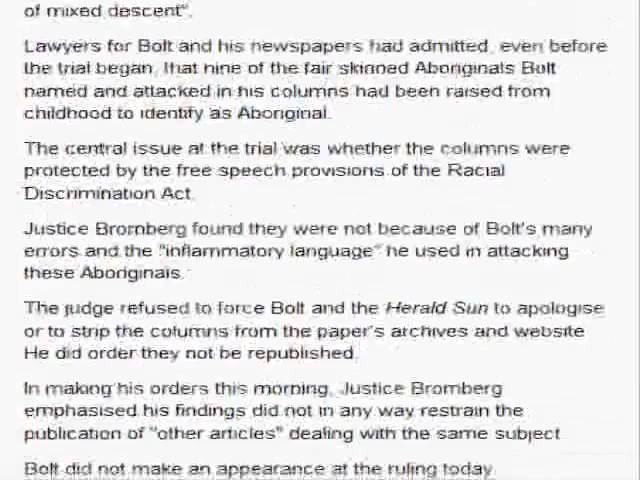 of mixed descent".
Lawyers for Bolt and his newspapers had admitted, even before
the trial began, that nine of the fair skinned Aboriginals Bolt
named and attacked in his columns had been raised from
childhood to identify as Aboriginal.
The central issue at the trial was whether the columns were
protected by the free speech provisions of the Racial
Discrimination Act.
Justice Bromberg found they were not because of Bolt's many
errors and the "inflammatory language" he used in attacking
these Aboriginals.
The judge refused to force Bolt and the Herald Sun to apologise
or to strip the columns from the paper's archives and website.
He did order they not be republished.
In making his orders this morning, Justice Bromberg
emphasised his findings did not in any way restrain the
publication of "other articles" dealing with the same subject.
Bolt did not make an appearance at the ruling today.